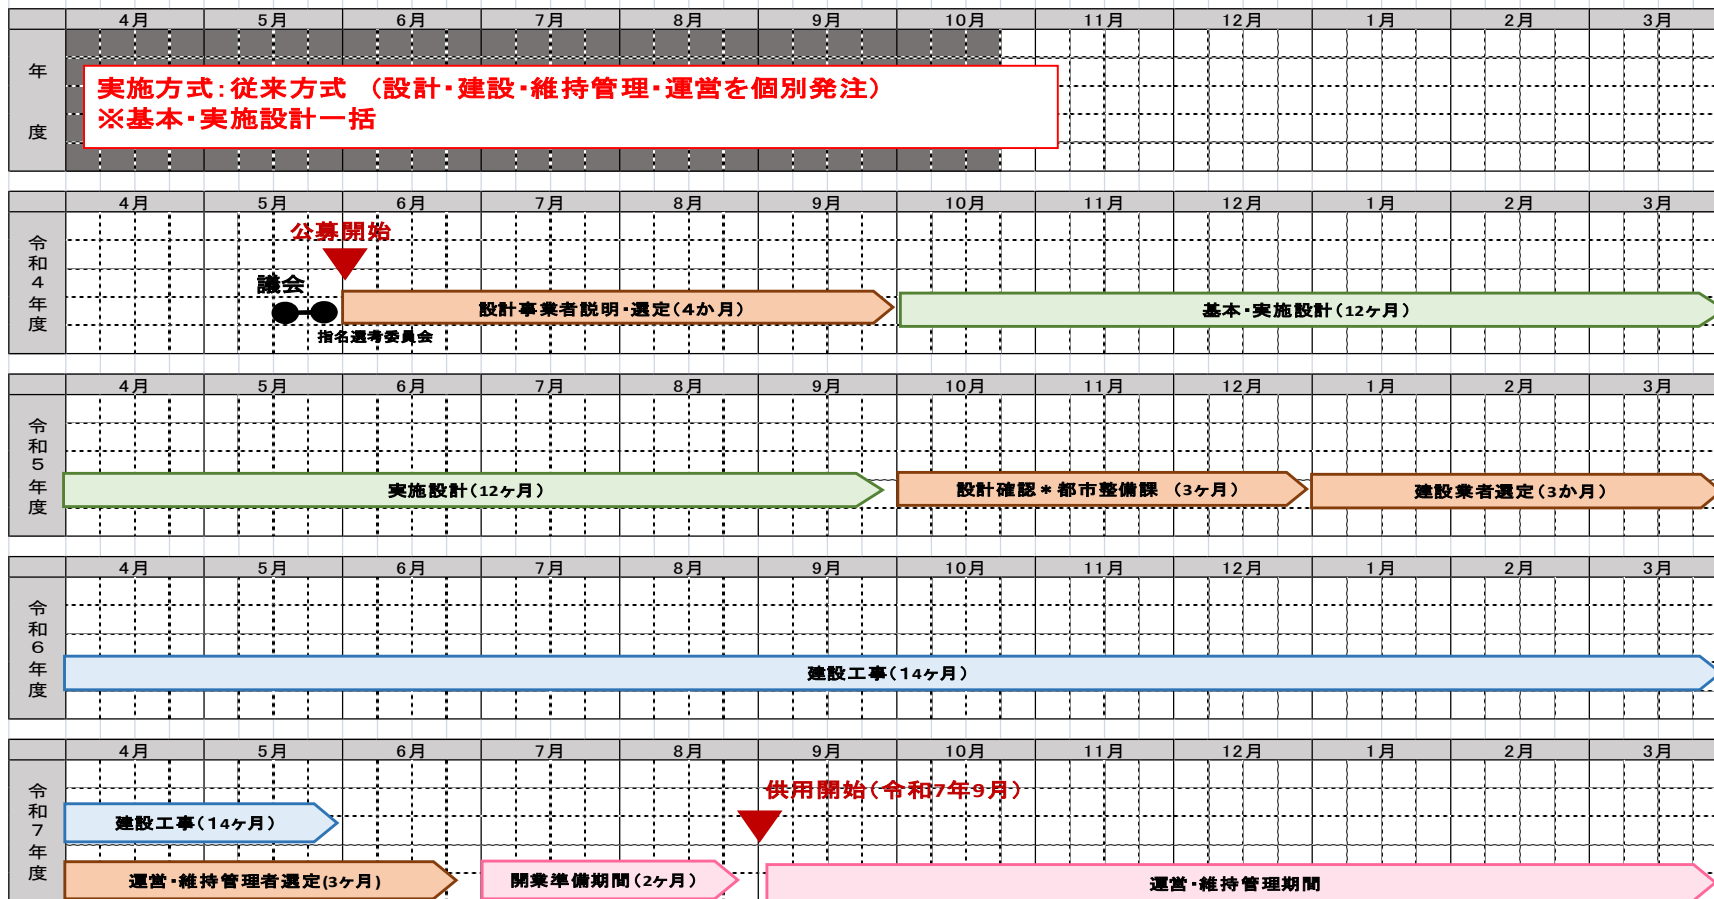 4月 5月 6月 7月 8月 9月 10月 11月 12月 1月 2月 3月
年度
実施方式：従来方式 （設計・建設・維持管理・運営を個別発注）
※基本・実施設計一括
4月 5月 6月 7月 8月 9月 10月 11月 12月 1月 2月 3月
令和4年度
公募開始
議会
指名選考委員会
設計事業者説明・選定（4か月）
基本・実施設計（12ヶ月）
4月 5月 6月 7月 8月 9月 10月 11月 12月 1月 2月 3月
令和5年度
実施設計（12ヶ月）
設計確認＊都市整備課 （3ヶ月）
建設業者選定（3か月）
4月 5月 6月 7月 8月 9月 10月 11月 12月 1月 2月 3月
令和6年度
建設工事（14ヶ月）
4月 5月 6月 7月 8月 9月 10月 11月 12月 1月 2月 3月
令和7年度
供用開始（令和7年9月）
建設工事（14ヶ月）
運営・維持管理者選定(3ヶ月)
開業準備期間（2ヶ月）
運営・維持管理期間